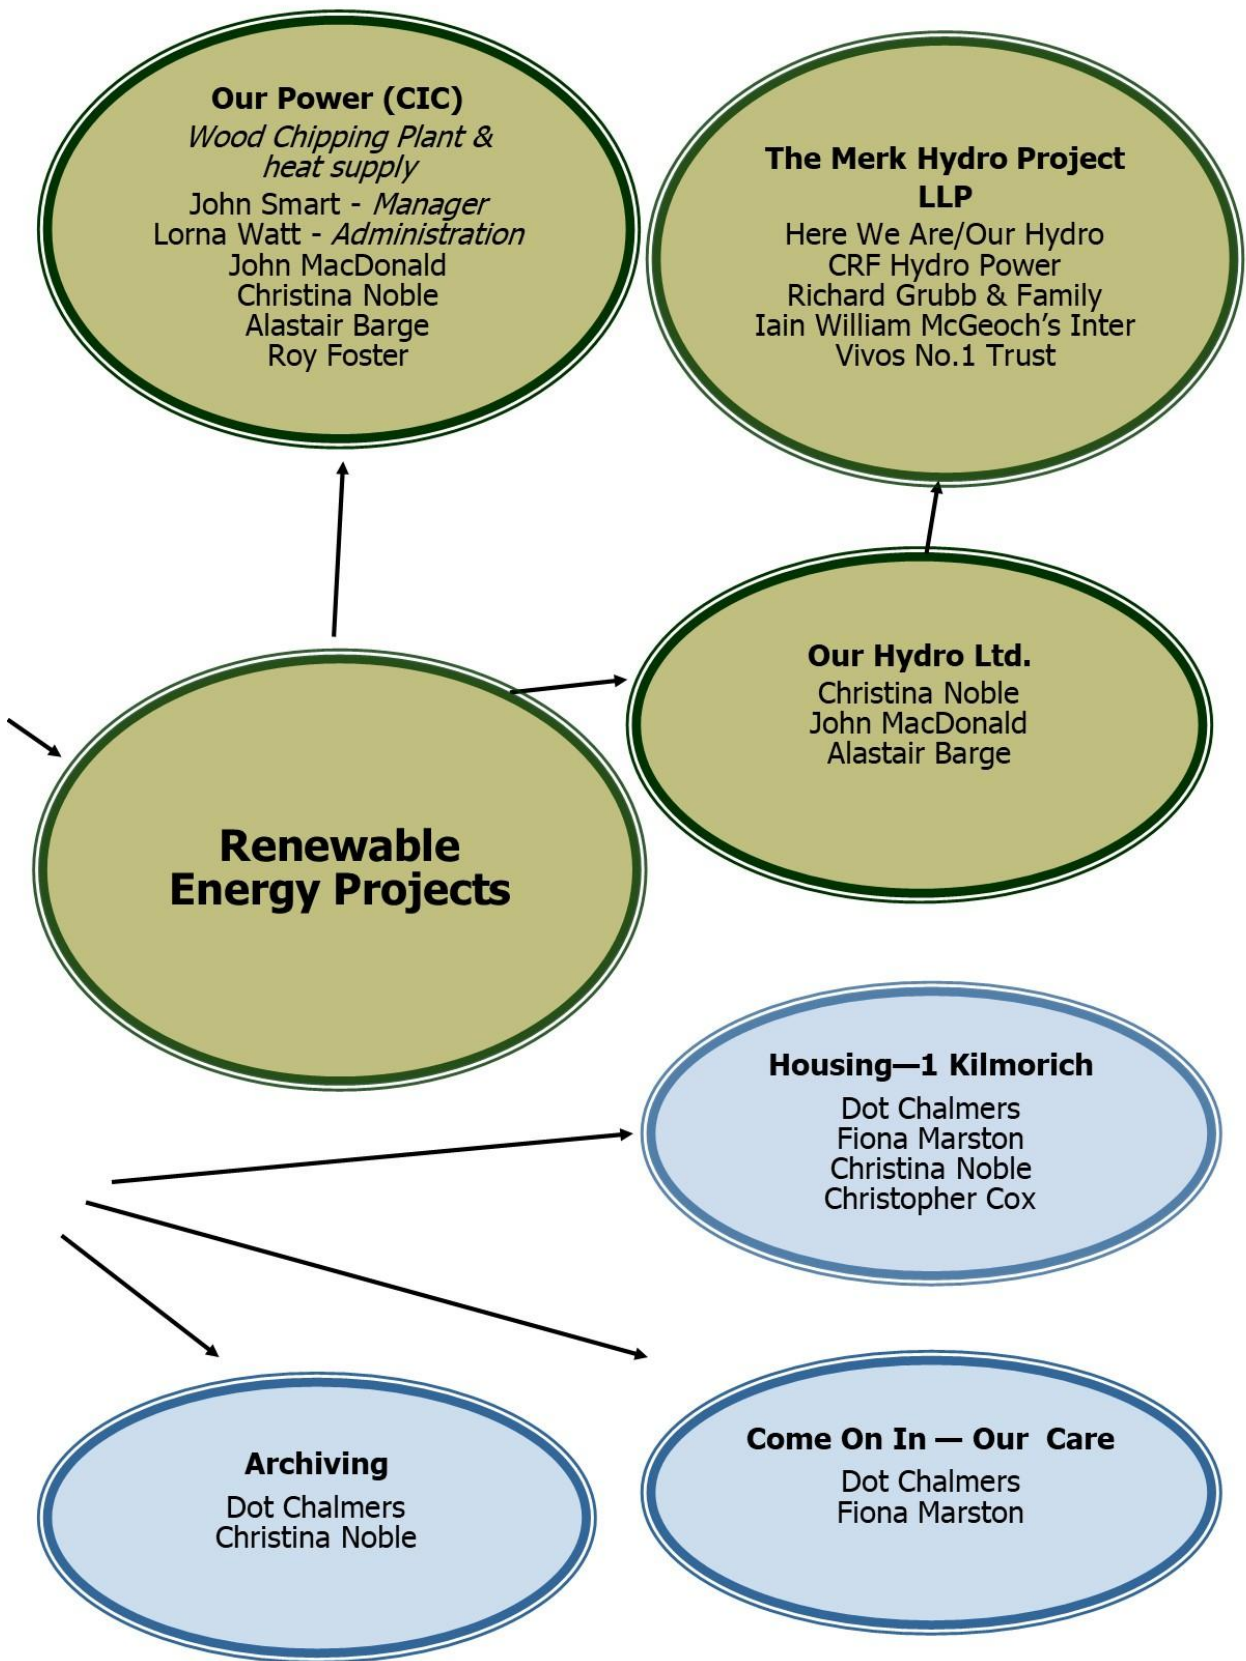 Our Power (CIC)
Wood Chipping Plant &
heat supply
John Smart - Manager
Lorna Watt - Administration
John MacDonald
Christina Noble
Alastair Barge
Roy Foster
The Merk Hydro Project
LLP
Here We Are/Our Hydro
CRF Hydro Power
Richard Grubb & Family
Iain William McGeoch’s Inter
Vivos No.1 Trust
Our Hydro Ltd.
Christina Noble
John MacDonald
Alastair Barge
Renewable
Energy Projects
Housing—1 Kilmorich
Dot Chalmers
Fiona Marston
Christina Noble
Christopher Cox
Archiving
Dot Chalmers
Christina Noble
Come On In — Our  Care
Dot Chalmers
Fiona Marston